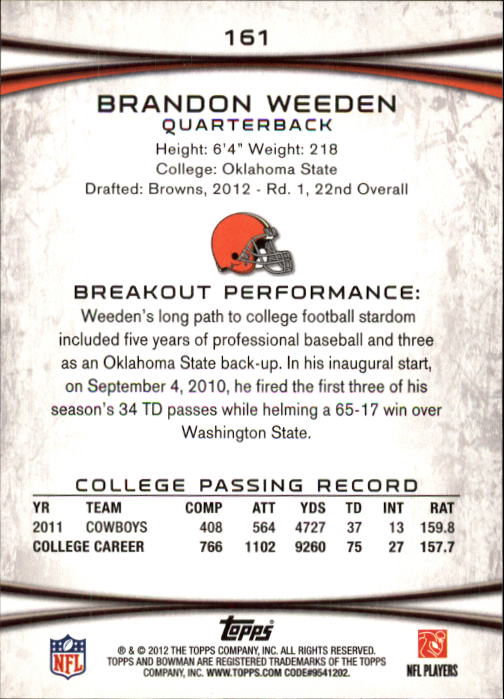 161
BRANDON WEEDEN
QUARTERBACK
Height: 6'4" Weight: 218
College: Oklahoma State
Drafted: Browns, 2012 - Rd. 1, 22nd Overall
BREAKOUT PERFORMANCE:
Weeden's long path to college football stardom
included five years of professional baseball and three
as an Oklahoma State back-up. In his inaugural start,
on September 4, 2010, he fired the first three of his
season's 34 TD passes while helming a 65-17 win over
Washington State.
COLLEGE PASSING RECORD
YR TEAM COMP ATT YDS TD INT RAT
2011 COWBOYS 408 564 4727 37 13 159.8
COLLEGE CAREER 766 1102 9260 75 27 157.7
TOPPS
® & © 2012 THE TOPPS COMPANY, INC. ALL RIGHTS RESERVED.
TOPPS AND BOWMAN ARE REGISTERED TRADEMARKS OF THE TOPPS
COMPANY, INC. WWW.TOPPS.COM CODE#9541202.
NFL
NFL PLAYERS